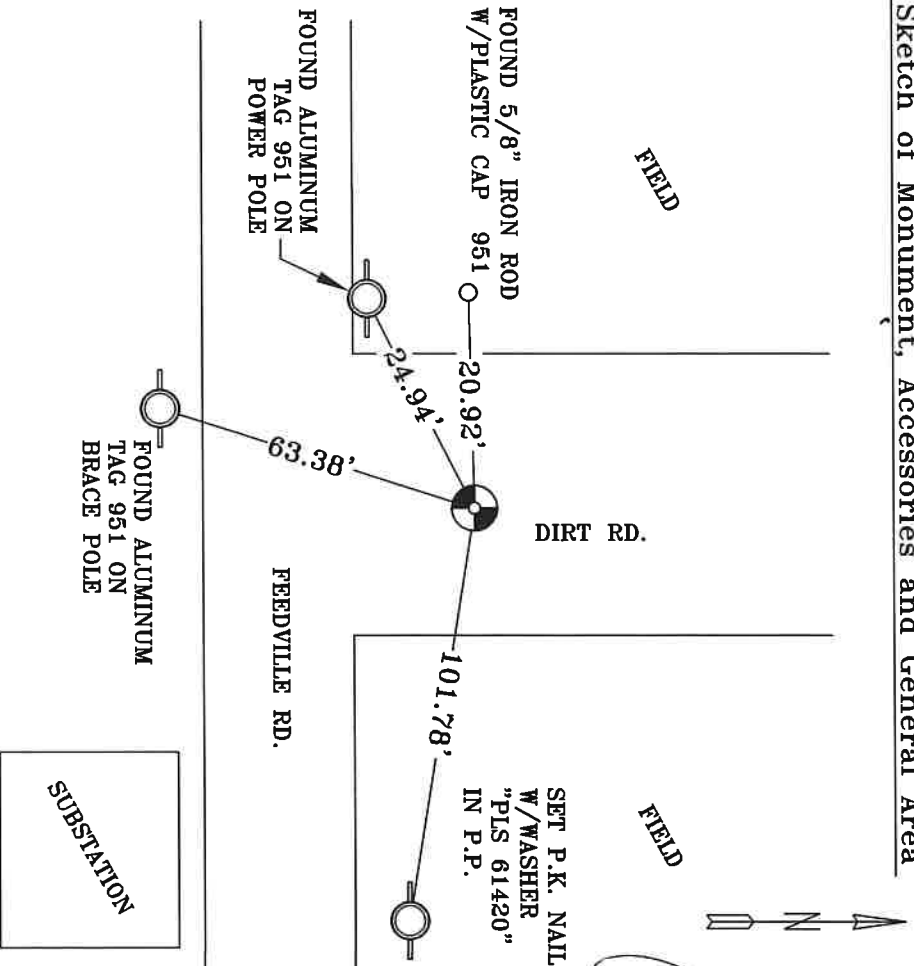 Sketch of Monument, Accessories and General Area
FIELD
FOUND 5/8" IRON ROD
W/PLASTIC CAP 951
20.92'
DIRT RD.
FOUND ALUMINUM
TAG 951 ON
POWER POLE
24.94'
63.38'
FOUND ALUMINUM
TAG 951 ON
BRACE POLE
FEEDVILLE RD.
101.78'
FIELD
N
SET P.K. NAIL
W/WASHER
"PLS 61420"
IN P.P.
SUBSTATION